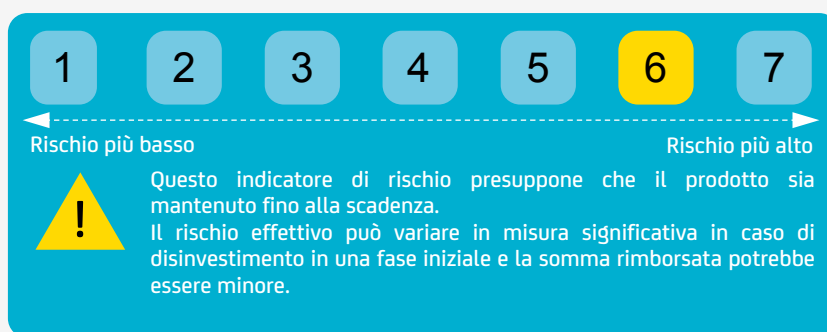 1 2 3 4 5 6 7
Rischio più basso Rischio più alto
!
Questo indicatore di rischio presuppone che il prodotto sia
mantenuto fino alla scadenza.
Il rischio effettivo può variare in misura significativa in caso di
disinvestimento in una fase iniziale e la somma rimborsata potrebbe
essere minore.